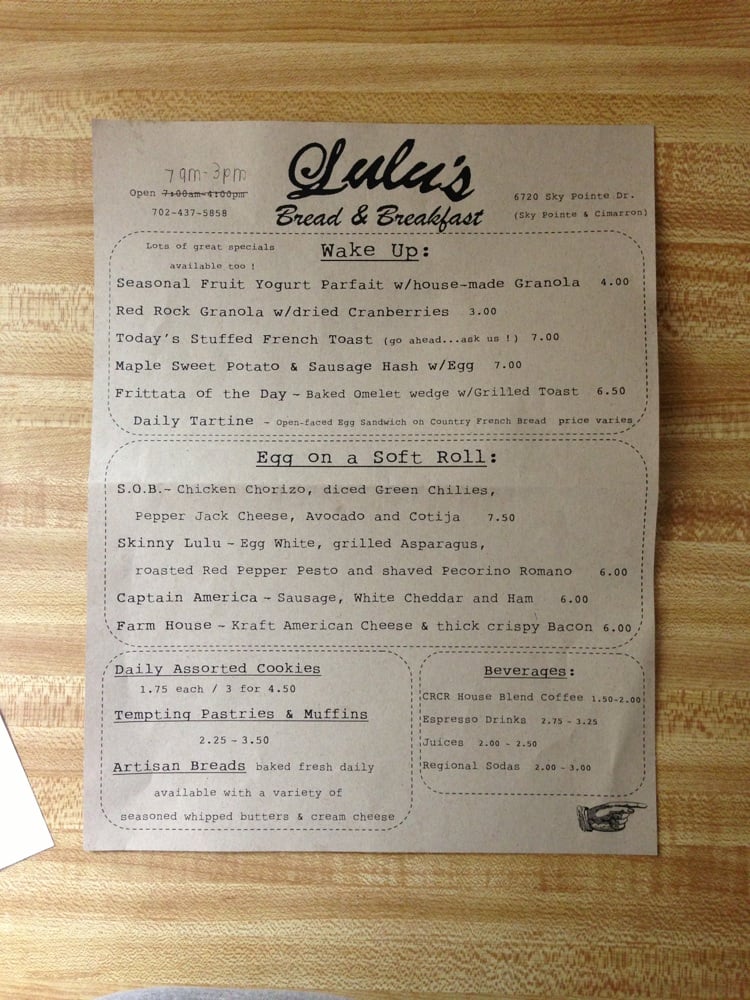 7am-3pm
Open 7:00am-4:00pm
702-437-5858
Lulu's
Bread & Breakfast
6720 Sky Pointe Dr.
(Sky Pointe & Cimarron)
Lots of great specials
available too !
Wake Up:
Seasonal Fruit Yogurt Parfait w/house-made Granola 4.00
Red Rock Granola w/dried Cranberries 3.00
Today's Stuffed French Toast (go ahead...ask us !) 7.00
Maple Sweet Potato & Sausage Hash w/Egg 7.00
Frittata of the Day ~ Baked Omelet wedge w/Grilled Toast 6.50
Daily Tartine ~ Open-faced Egg Sandwich on Country French Bread price varies
Egg on a Soft Roll:
S.O.B.~ Chicken Chorizo, diced Green Chilies,
Pepper Jack Cheese, Avocado and Cotija 7.50
Skinny Lulu ~ Egg White, grilled Asparagus,
roasted Red Pepper Pesto and shaved Pecorino Romano 6.00
Captain America ~ Sausage, White Cheddar and Ham 6.00
Farm House ~ Kraft American Cheese & thick crispy Bacon 6.00
Daily Assorted Cookies
1.75 each / 3 for 4.50
Tempting Pastries & Muffins
2.25 ~ 3.50
Artisan Breads baked fresh daily
available with a variety of
seasoned whipped butters & cream cheese
Beverages:
CRCR House Blend Coffee 1.50~2.00
Espresso Drinks 2.75 ~ 3.25
Juices 2.00 ~ 2.50
Regional Sodas 2.00 ~ 3.00